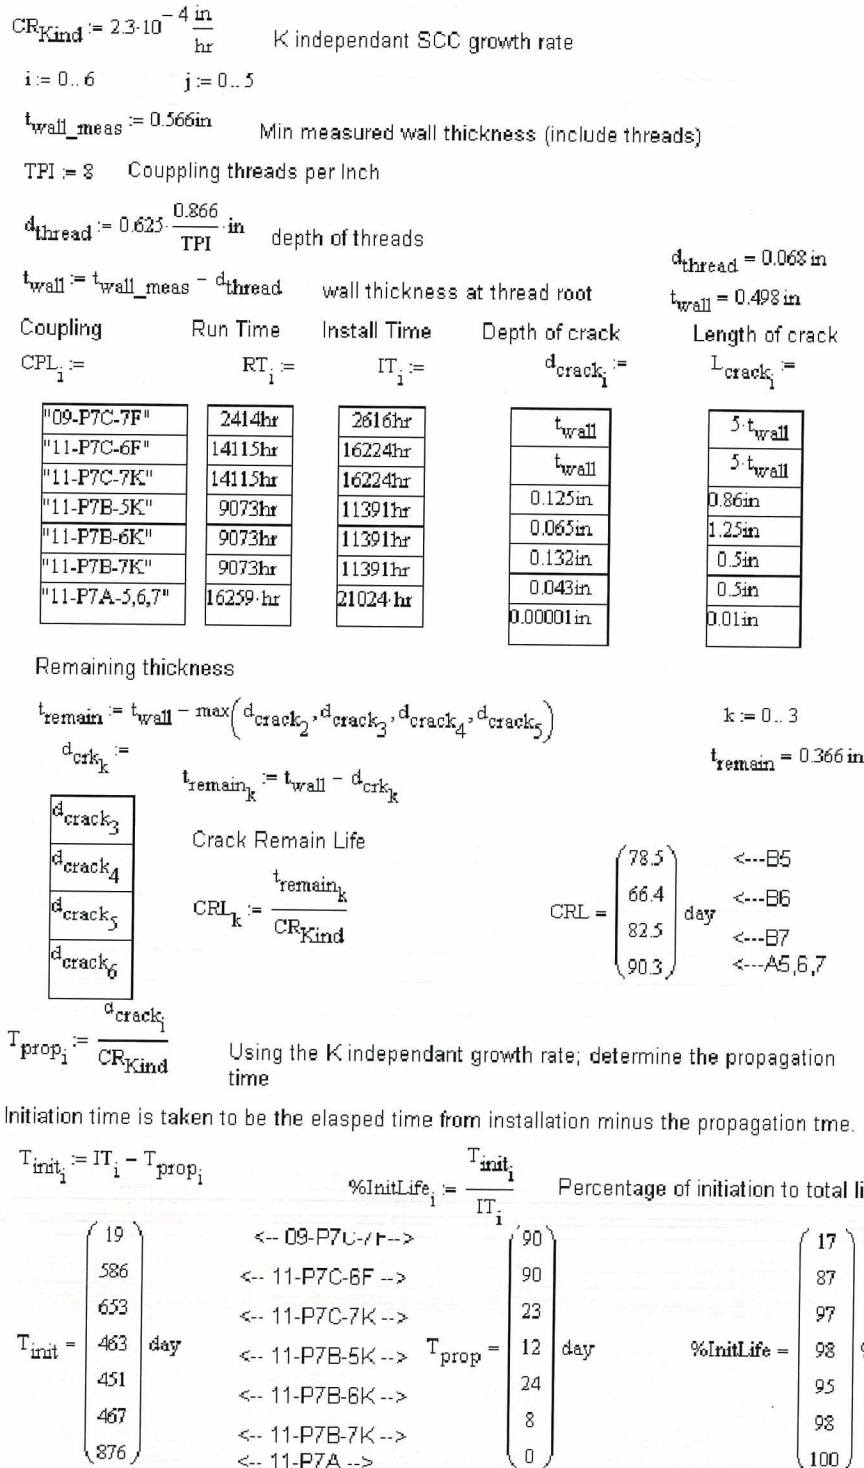 CR_Kind := 2.3·10^-4 in/hr K independant SCC growth rate
i := 0.. 6 j := 0.. 5
t_wall_meas := 0.566in Min measured wall thickness (include threads)
TPI := 8 Couppling threads per Inch
d_thread := 0.625· 0.866/TPI ·in depth of threads
d_thread = 0.068 in
t_wall := t_wall_meas − d_thread wall thickness at thread root
t_wall = 0.498 in
Coupling Run Time Install Time Depth of crack Length of crack
CPL_i := RT_i := IT_i := d_crack_i := L_crack_i :=
"09-P7C-7F" 2414hr 2616hr t_wall 5·t_wall
"11-P7C-6F" 14115hr 16224hr t_wall 5·t_wall
"11-P7C-7K" 14115hr 16224hr 0.125in 0.86in
"11-P7B-5K" 9073hr 11391hr 0.065in 1.25in
"11-P7B-6K" 9073hr 11391hr 0.132in 0.5in
"11-P7B-7K" 9073hr 11391hr 0.043in 0.5in
"11-P7A-5,6,7" 16259·hr 21024·hr 0.00001in 0.01in
Remaining thickness
t_remain := t_wall − max(d_crack_2, d_crack_3, d_crack_4, d_crack_5) k := 0.. 3
t_remain = 0.366 in
d_crk_k :=
t_remain_k := t_wall − d_crk_k
d_crack_3
d_crack_4
d_crack_5
d_crack_6
Crack Remain Life
CRL_k := t_remain_k / CR_Kind
CRL = day
78.5 <---B5
66.4 <---B6
82.5 <---B7
90.3 <---A5,6,7
T_prop_i := d_crack_i / CR_Kind Using the K independant growth rate; determine the propagation
time
Initiation time is taken to be the elasped time from installation minus the propagation tme.
T_init_i := IT_i − T_prop_i %InitLife_i := T_init_i / IT_i Percentage of initiation to total li
T_init = day T_prop = day %InitLife =
19 <-- 09-P7C-7F--> 90 17
586 <-- 11-P7C-6F --> 90 87
653 <-- 11-P7C-7K --> 23 97
463 <-- 11-P7B-5K --> 12 98
451 <-- 11-P7B-6K --> 24 95
467 <-- 11-P7B-7K --> 8 98
876 <-- 11-P7A --> 0 100